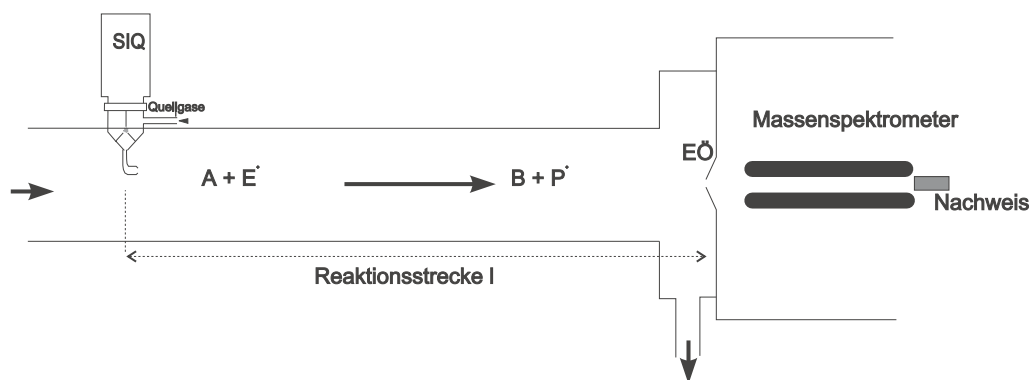 SIQ
Quellgase
Massenspektrometer
EÖ
A + E⁺
B + P⁺
Nachweis
Reaktionsstrecke l